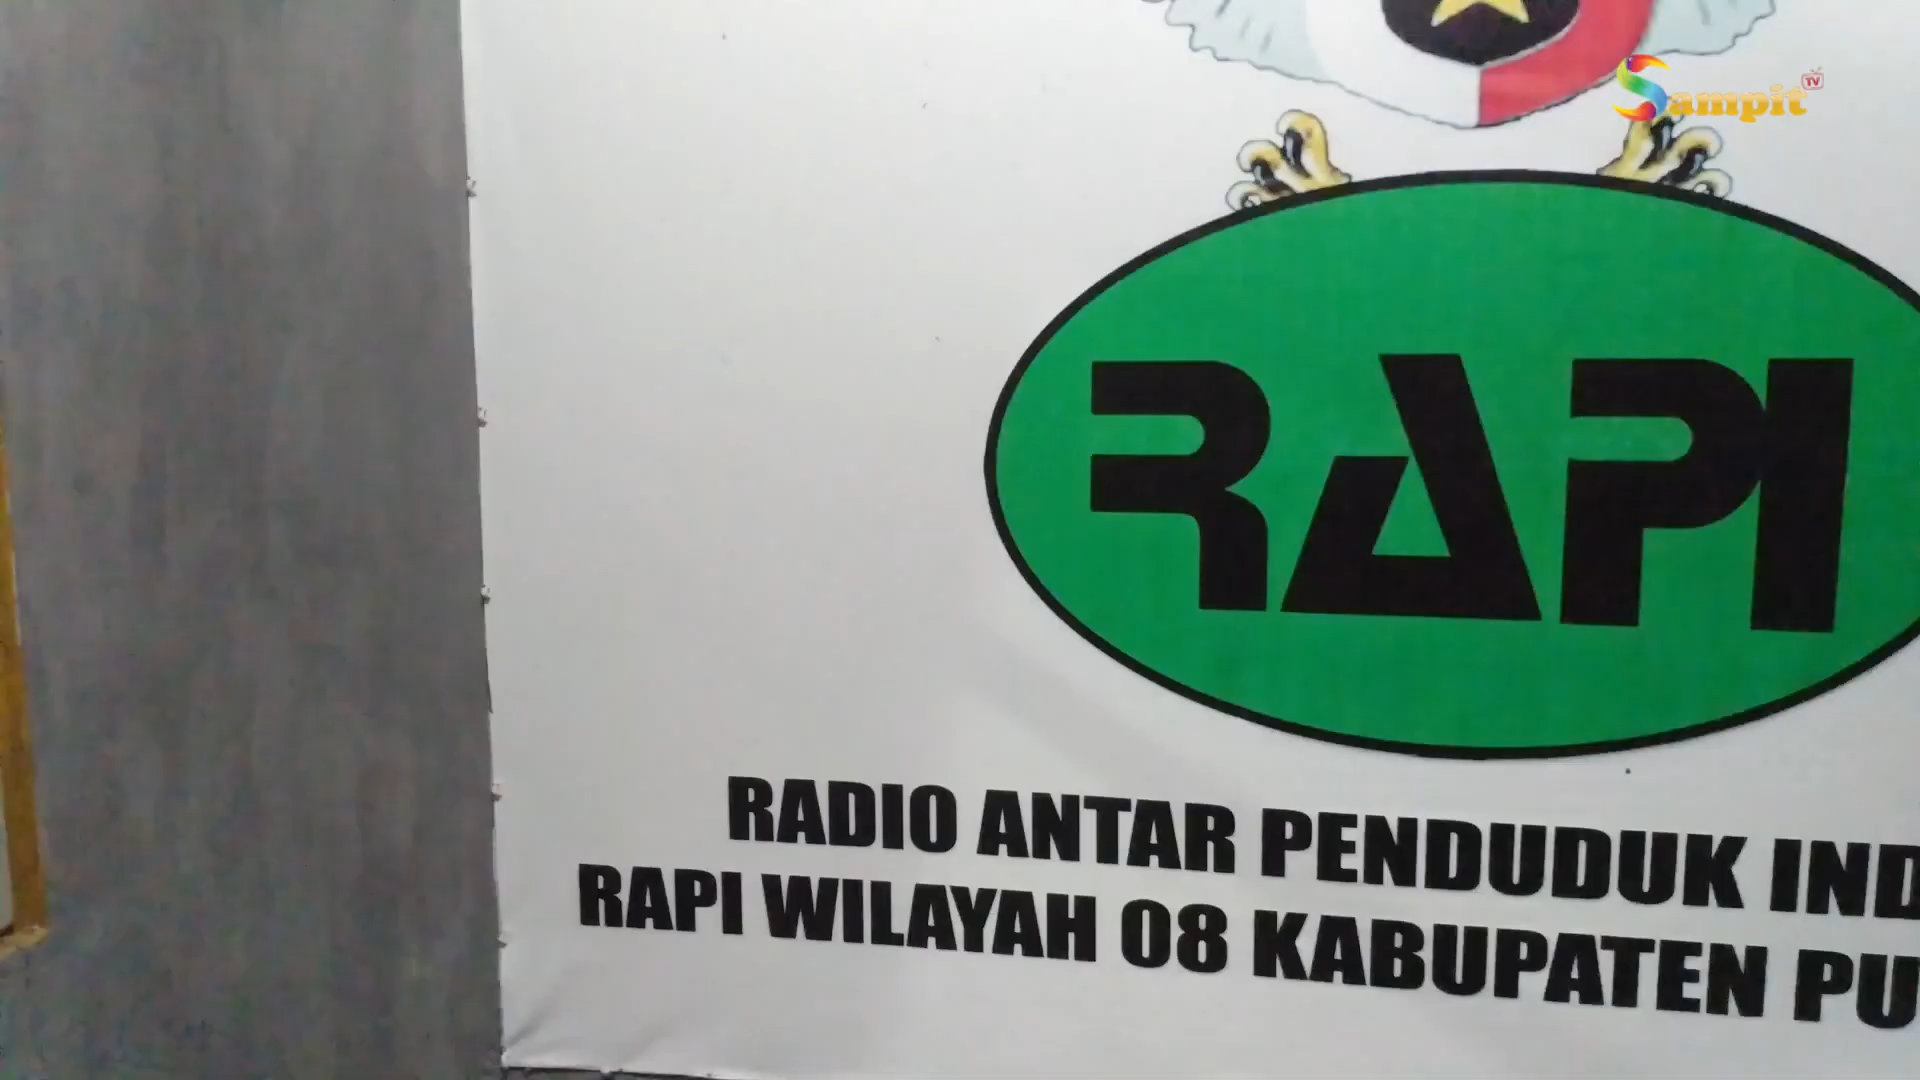 Sampit TV
RAPI
RADIO ANTAR PENDUDUK IND
RAPI WILAYAH 08 KABUPATEN PU